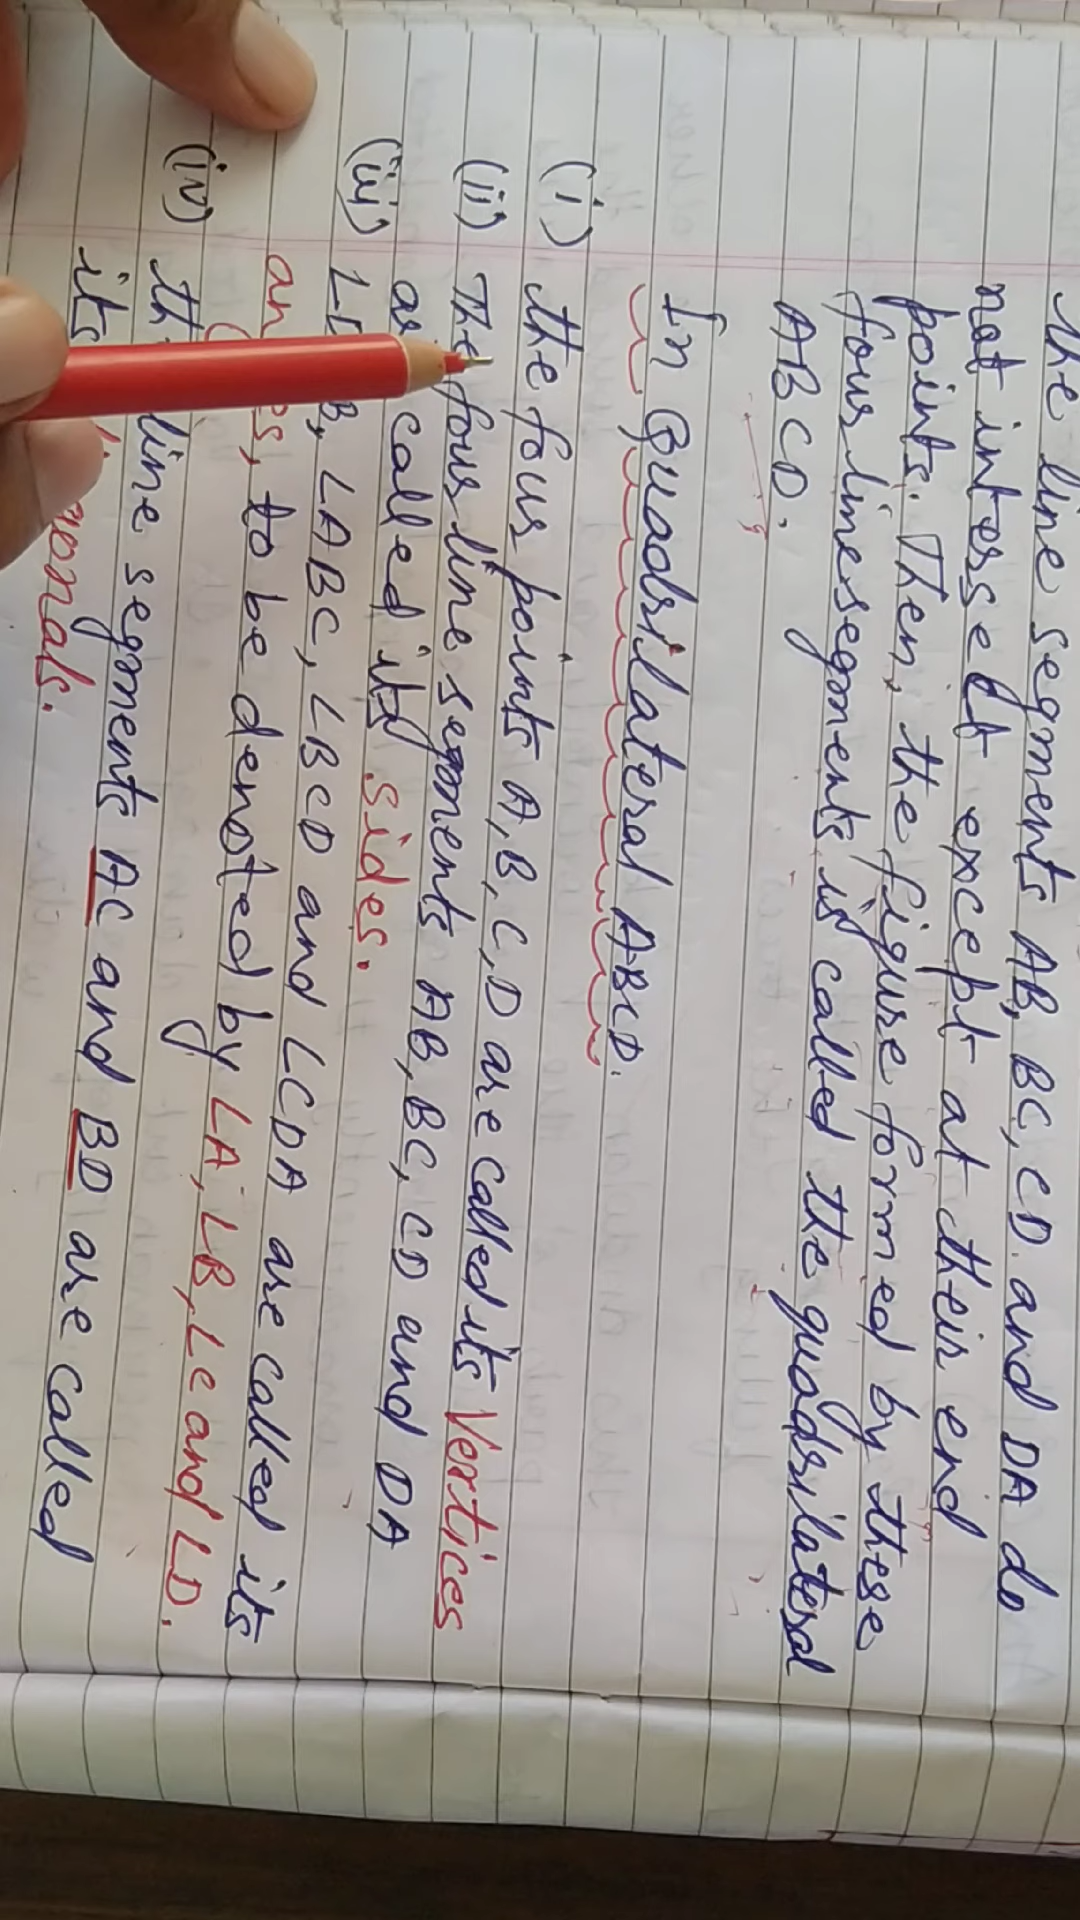 the line segments AB, BC, CD and DA do
not intersect except at their end
points. Then, the figure formed by these
four linesegments is called the quadrilateral
ABCD.
In Quadrilateral ABCD.
(i) the four points A, B, C, D are called its Vertices
(ii) The four line segments AB, BC, CD and DA
are called its sides.
(iii) B, ∠ABC, ∠BCD and ∠CDA are called its
to be denoted by ∠A, ∠B, ∠C and ∠D.
(iv) line segments AC and BD are called
its